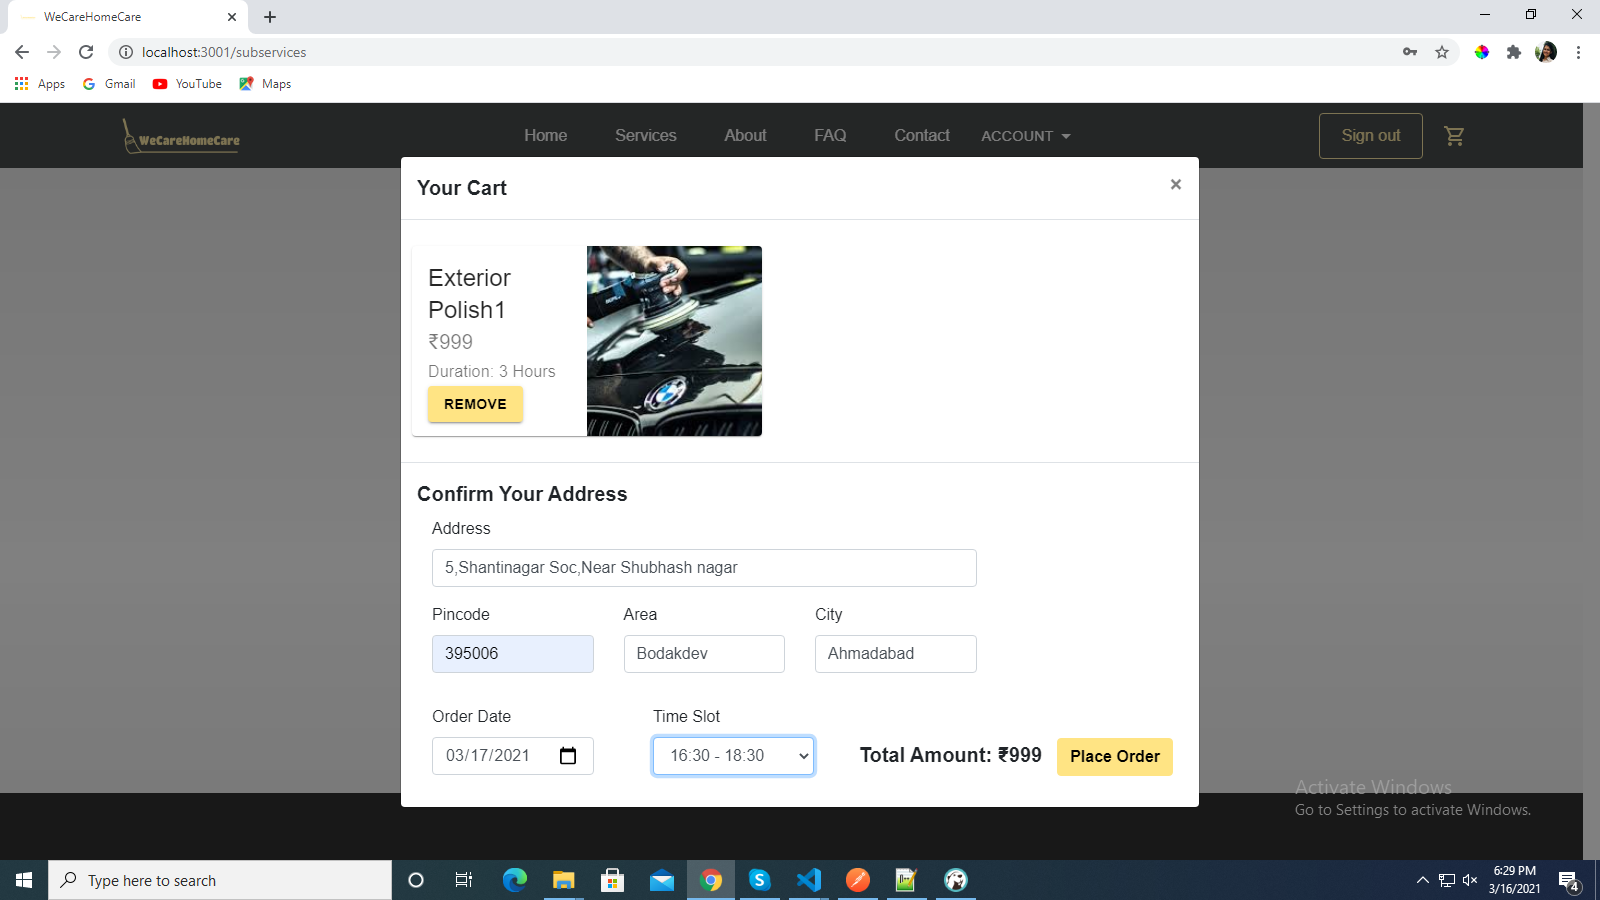 WeCareHomeCare
localhost:3001/subservices
Apps Gmail YouTube Maps
WeCareHomeCare Home Services About FAQ Contact ACCOUNT Sign out
Your Cart ×
Exterior
Polish1
₹999
Duration: 3 Hours
REMOVE
Confirm Your Address
Address
5,Shantinagar Soc,Near Shubhash nagar
Pincode Area City
395006 Bodakdev Ahmadabad
Order Date Time Slot
03/17/2021 16:30 - 18:30 Total Amount: ₹999 Place Order
Activate Windows
Go to Settings to activate Windows.
Type here to search
6:29 PM
3/16/2021
4